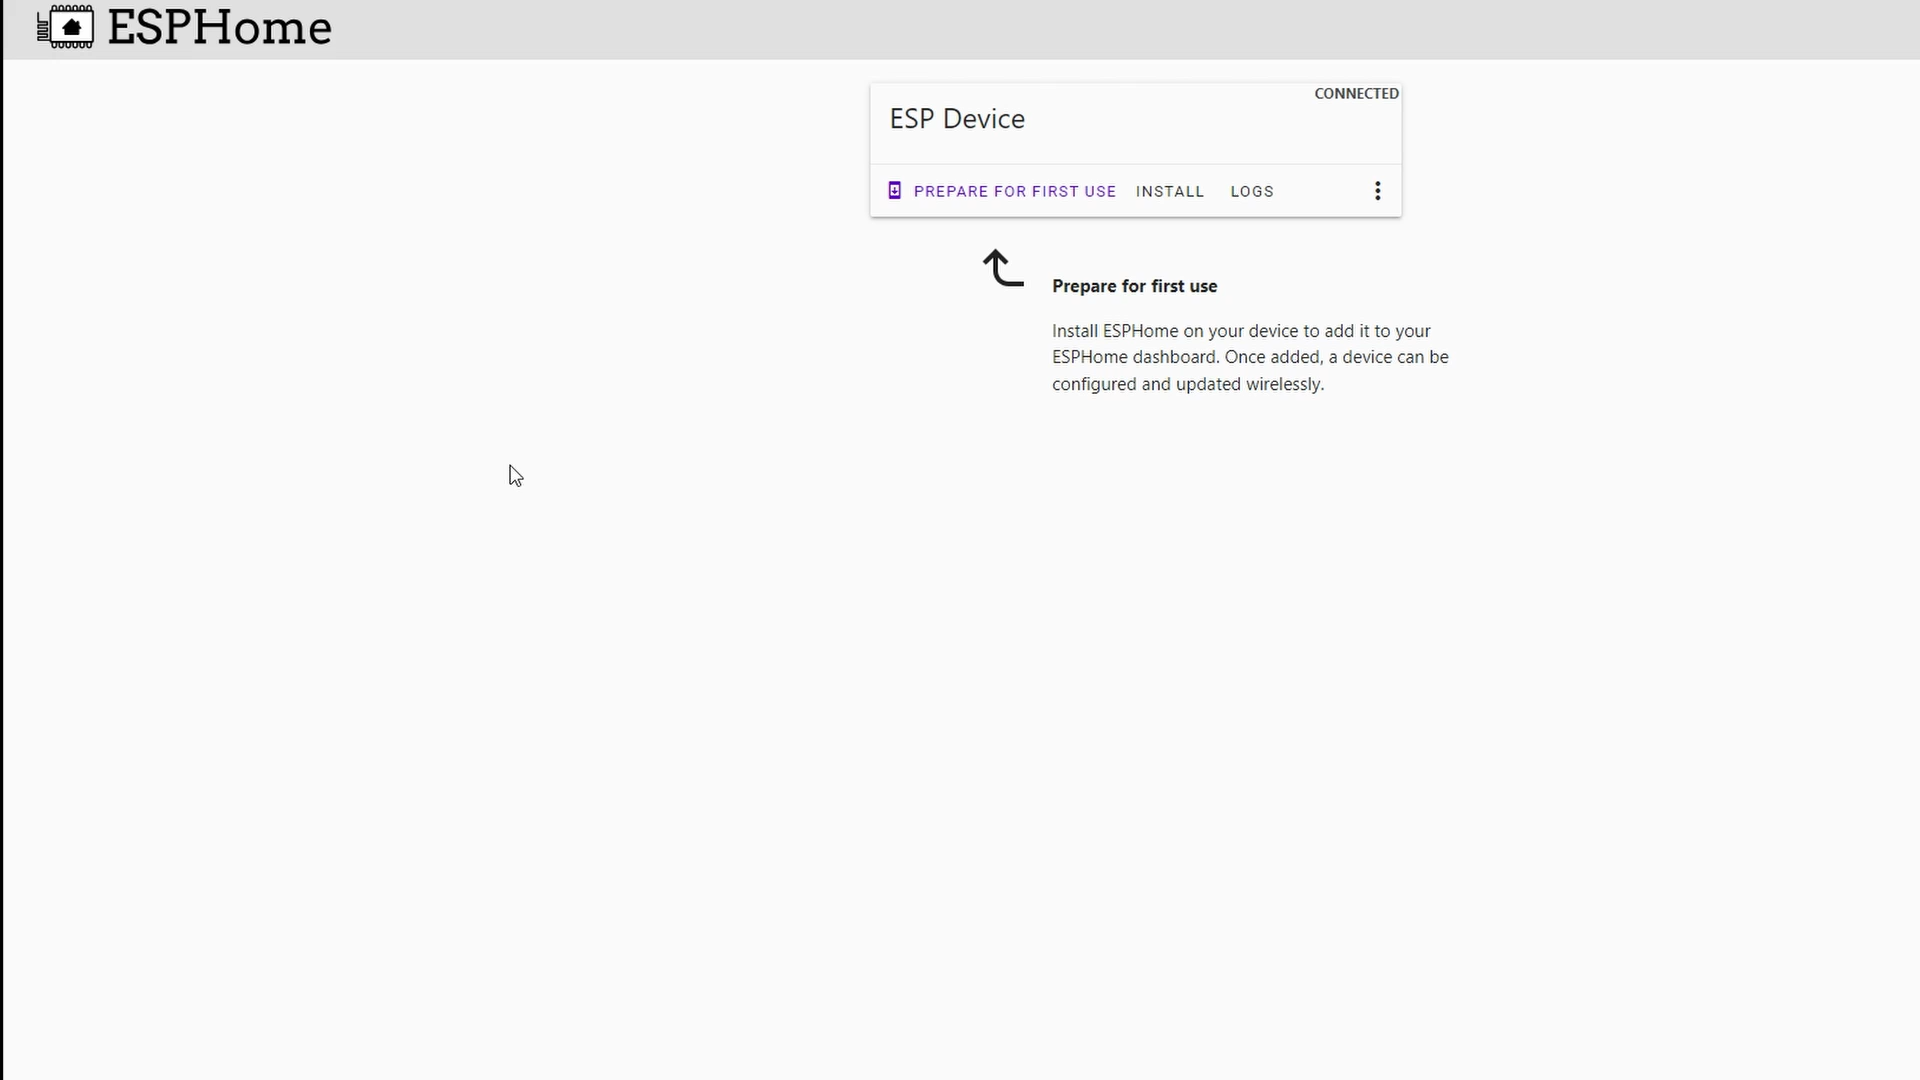 ESPHome
CONNECTED
ESP Device
PREPARE FOR FIRST USE INSTALL LOGS
Prepare for first use
Install ESPHome on your device to add it to your
ESPHome dashboard. Once added, a device can be
configured and updated wirelessly.